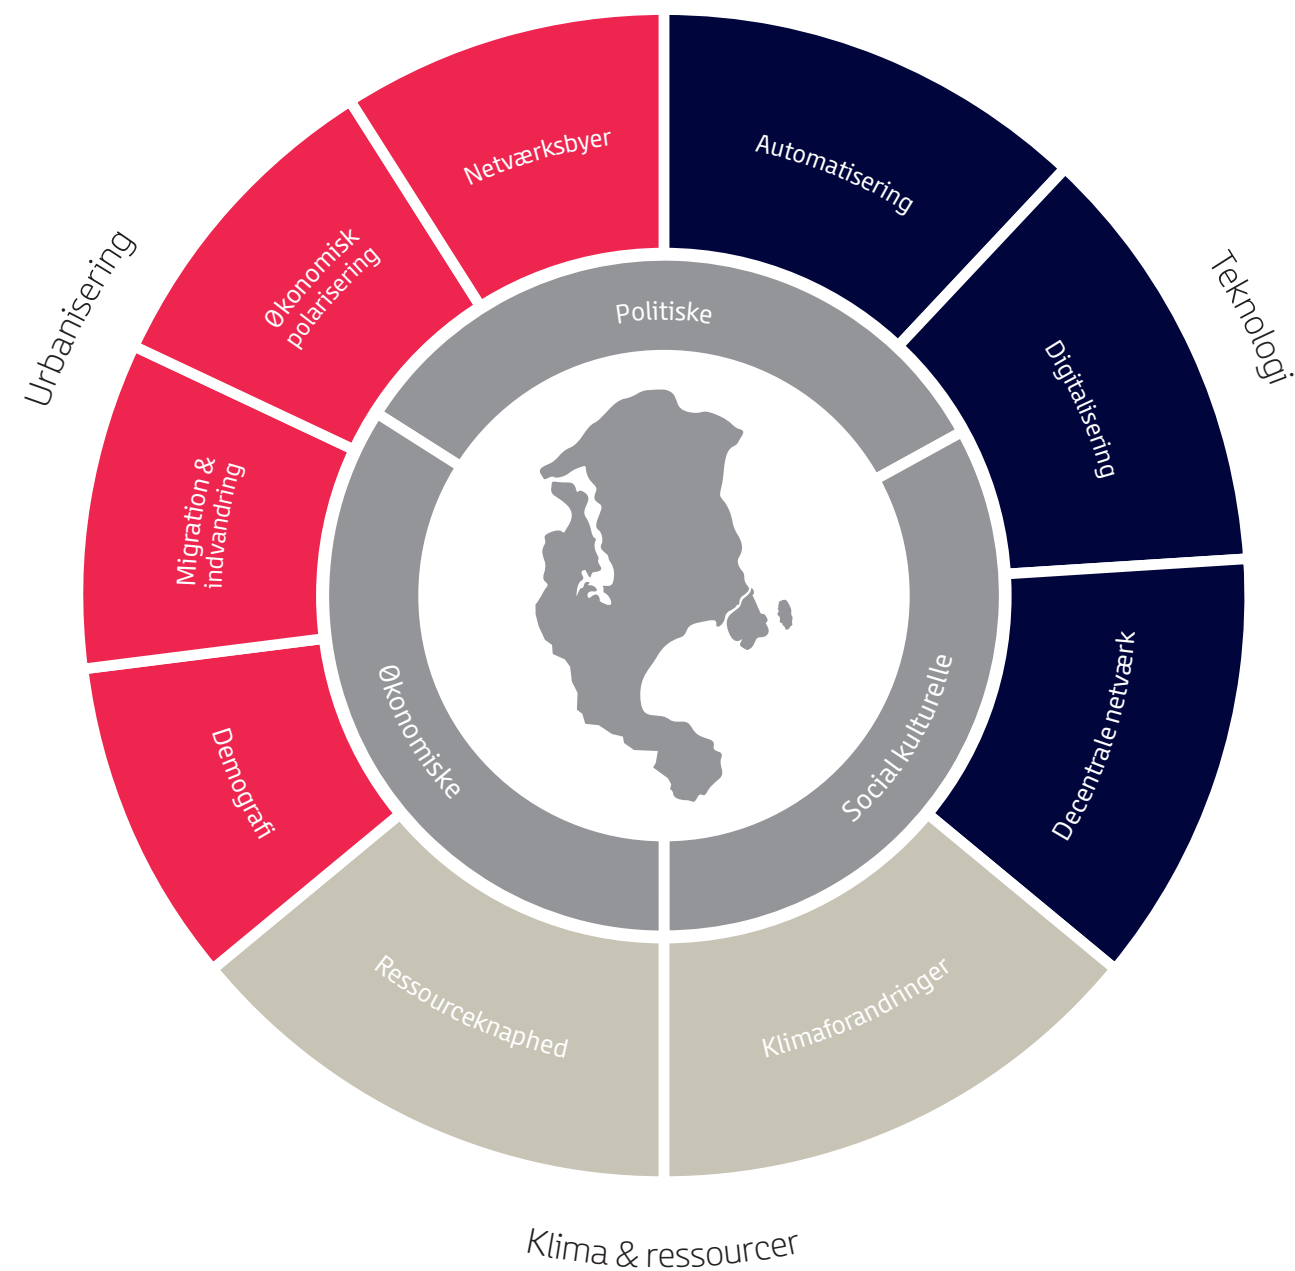 Urbanisering
Netværksbyer
Økonomisk
polarisering
Migration &
indvandring
Demografi
Teknologi
Automatisering
Digitalisering
Decentrale netværk
Klima & ressourcer
Ressourceknaphed
Klimaforandringer
Politiske
Økonomiske
Social kulturelle